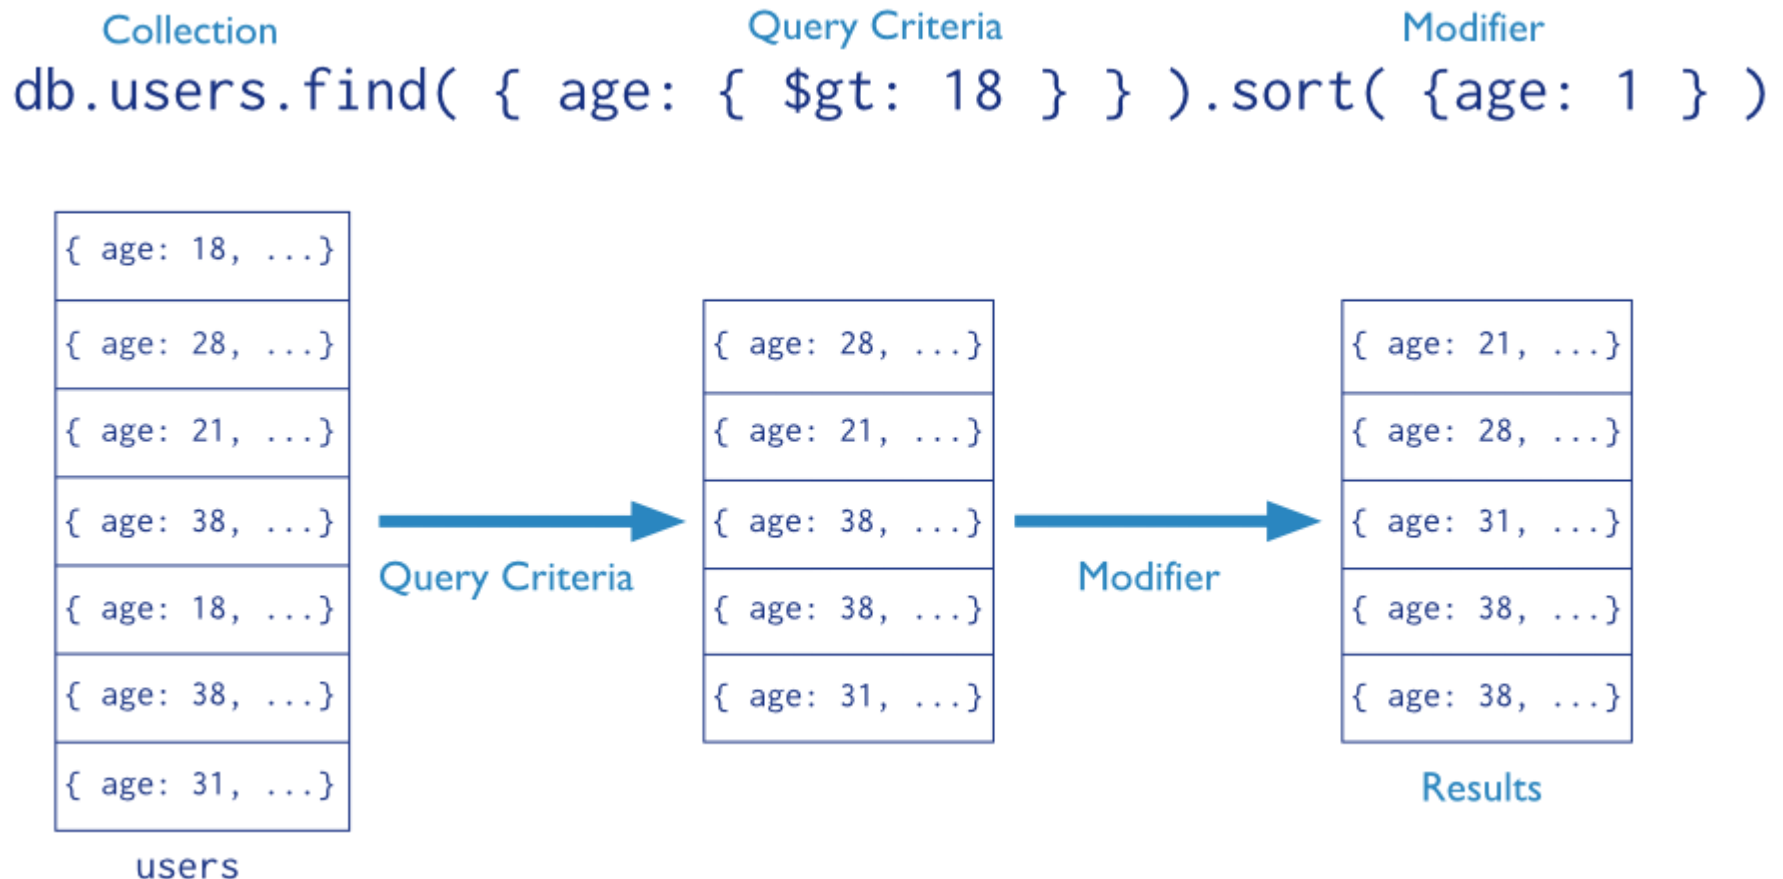 Collection
Query Criteria
Modifier
db.users.find( { age: { $gt: 18 } } ).sort( {age: 1 } )
{ age: 18, ...}
{ age: 28, ...}
{ age: 21, ...}
{ age: 38, ...}
{ age: 18, ...}
{ age: 38, ...}
{ age: 31, ...}
users
Query Criteria
{ age: 28, ...}
{ age: 21, ...}
{ age: 38, ...}
{ age: 38, ...}
{ age: 31, ...}
Modifier
{ age: 21, ...}
{ age: 28, ...}
{ age: 31, ...}
{ age: 38, ...}
{ age: 38, ...}
Results